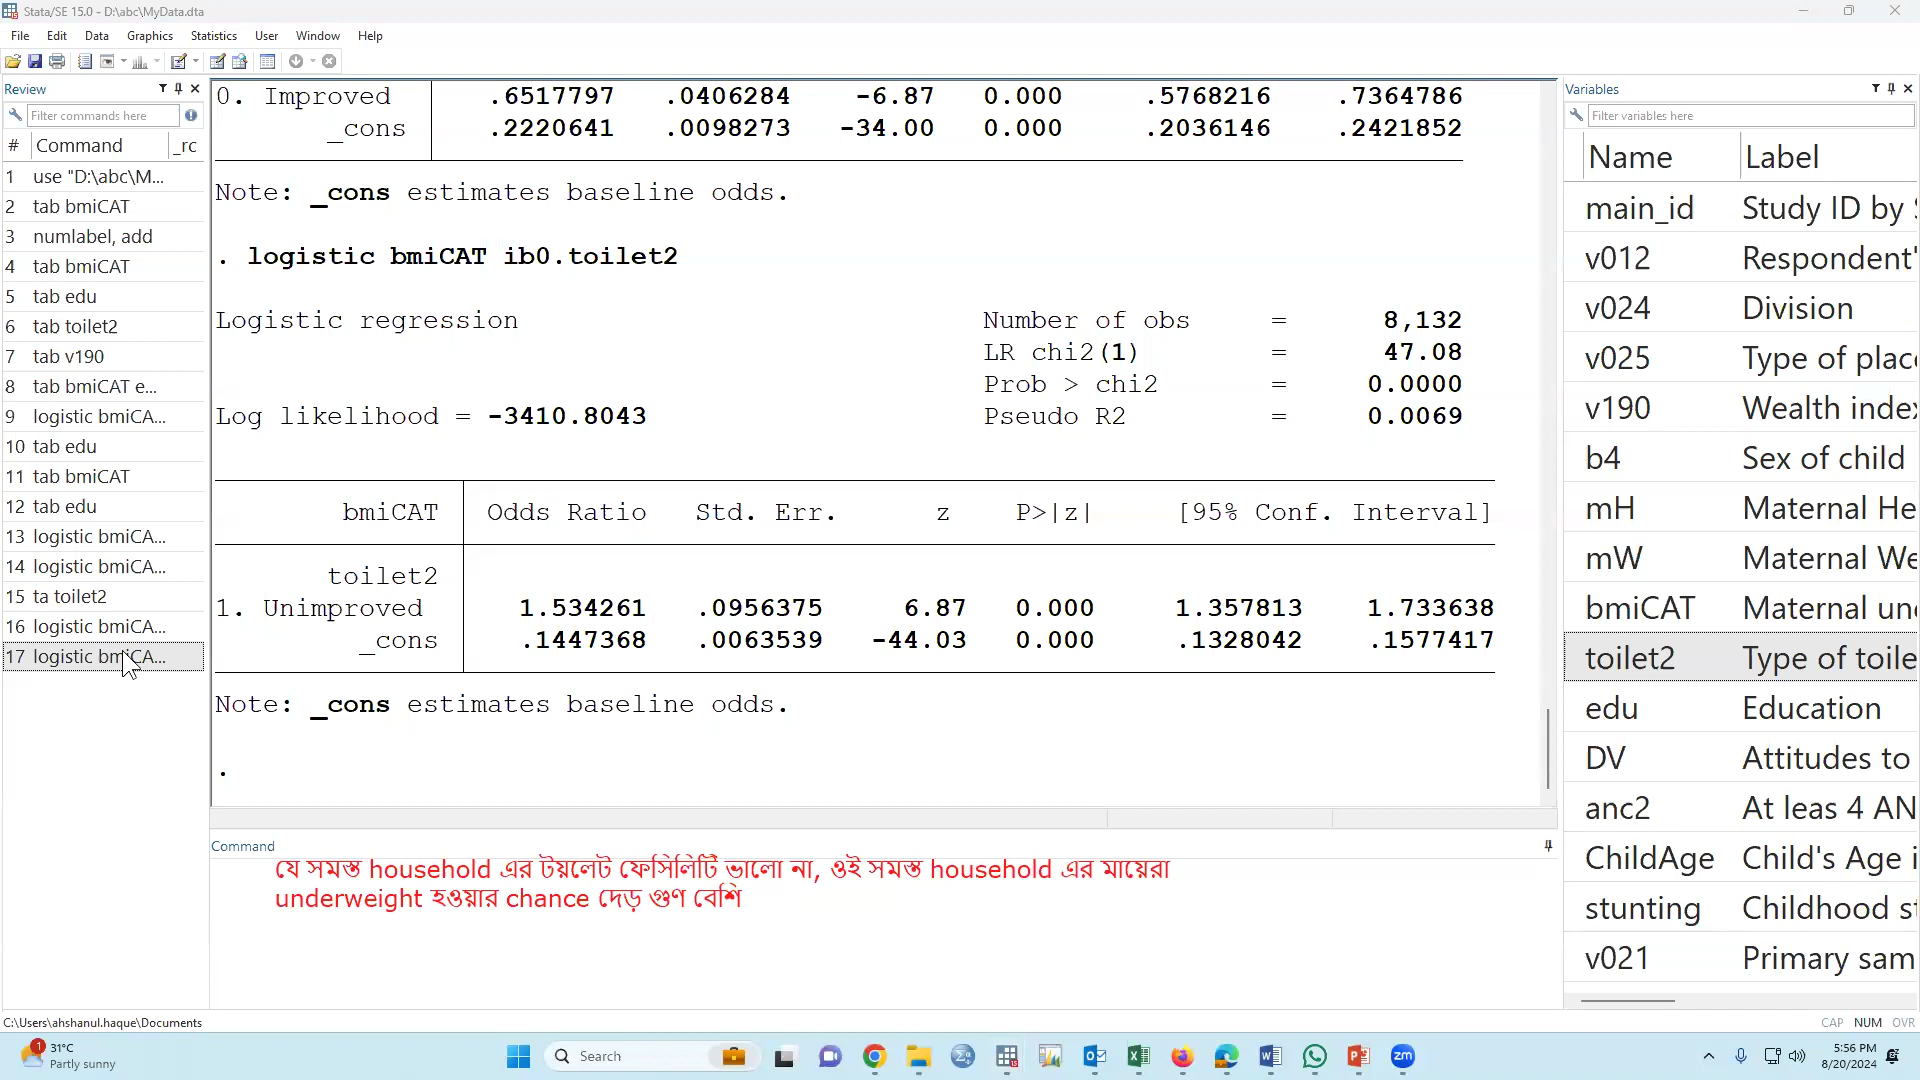 Stata/SE 15.0 - D:\abc\MyData.dta
File Edit Data Graphics Statistics User Window Help
Review
Filter commands here
# Command _rc
1 use "D:\abc\M...
2 tab bmiCAT
3 numlabel, add
4 tab bmiCAT
5 tab edu
6 tab toilet2
7 tab v190
8 tab bmiCAT e...
9 logistic bmiCA...
10 tab edu
11 tab bmiCAT
12 tab edu
13 logistic bmiCA...
14 logistic bmiCA...
15 ta toilet2
16 logistic bmiCA...
17 logistic bmiCA...
0. Improved .6517797 .0406284 -6.87 0.000 .5768216 .7364786
_cons .2220641 .0098273 -34.00 0.000 .2036146 .2421852
Note: _cons estimates baseline odds.
. logistic bmiCAT ib0.toilet2
Logistic regression Number of obs = 8,132
LR chi2(1) = 47.08
Prob > chi2 = 0.0000
Log likelihood = -3410.8043 Pseudo R2 = 0.0069
bmiCAT Odds Ratio Std. Err. z P>|z| [95% Conf. Interval]
toilet2
1. Unimproved 1.534261 .0956375 6.87 0.000 1.357813 1.733638
_cons .1447368 .0063539 -44.03 0.000 .1328042 .1577417
Note: _cons estimates baseline odds.
.
Command
যে সমস্ত household এর টয়লেট ফেসিলিটি ভালো না, ওই সমস্ত household এর মায়েরা
underweight হওয়ার chance দেড় গুণ বেশি
Variables
Filter variables here
Name Label
main_id Study ID by
v012 Respondent'
v024 Division
v025 Type of plac
v190 Wealth index
b4 Sex of child
mH Maternal He
mW Maternal We
bmiCAT Maternal un
toilet2 Type of toile
edu Education
DV Attitudes to
anc2 At leas 4 AN
ChildAge Child's Age i
stunting Childhood st
v021 Primary sam
C:\Users\ahshanul.haque\Documents
CAP NUM OVR
1
31°C
Partly sunny
Search
zm
5:56 PM
8/20/2024